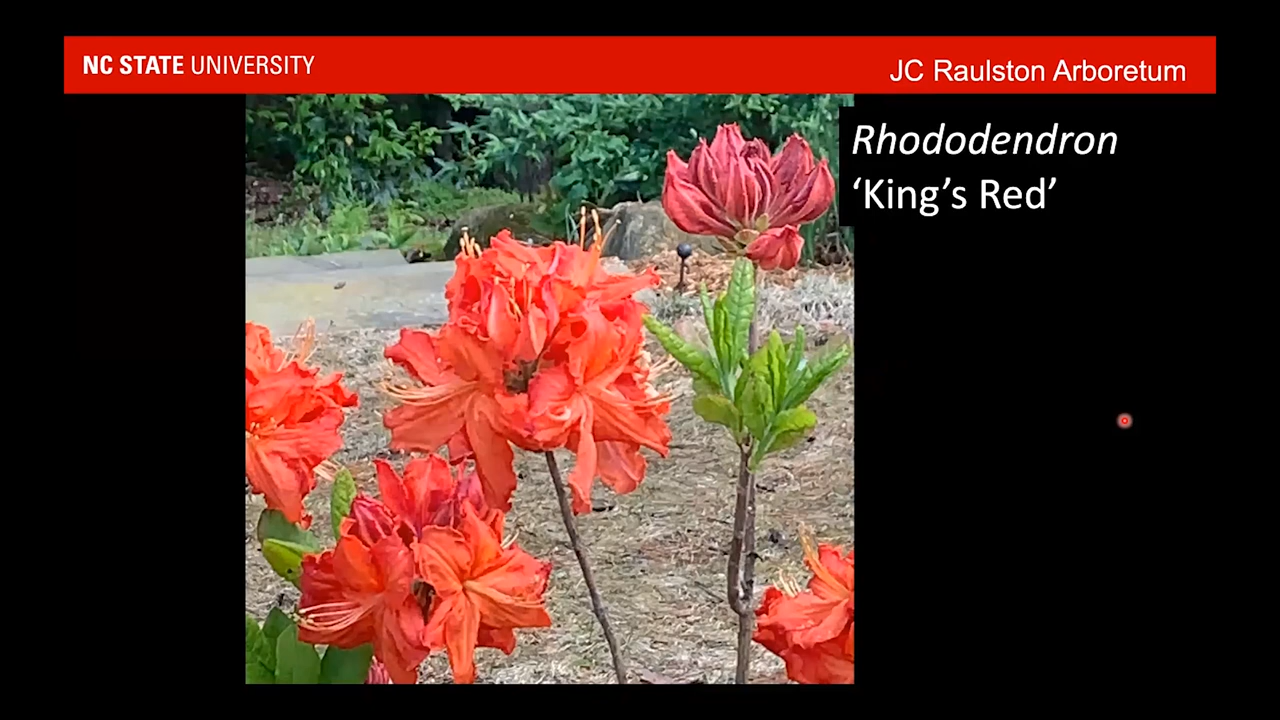 NC STATE UNIVERSITY
JC Raulston Arboretum
Rhododendron
‘King’s Red’